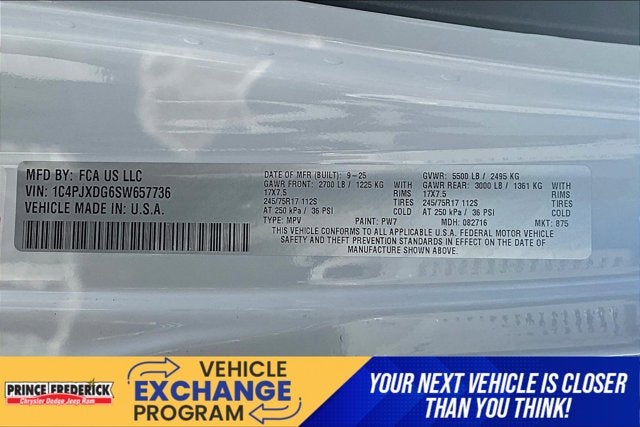 MFD BY: FCA US LLC
VIN: 1C4PJXDG6SW657736
VEHICLE MADE IN: U.S.A.
DATE OF MFR (BUILT): 9-25 GVWR: 5500 LB / 2495 KG
GAWR FRONT: 2700 LB / 1225 KG WITH GAWR REAR: 3000 LB / 1361 KG WITH
17X7.5 RIMS 17X7.5 RIMS
245/75R17 112S TIRES 245/75R17 112S TIRES
AT 250 kPa / 36 PSI COLD AT 250 kPa / 36 PSI COLD
TYPE: MPV PAINT: PW7 MDH: 082716 MKT: 875
THIS VEHICLE CONFORMS TO ALL APPLICABLE U.S.A. FEDERAL MOTOR VEHICLE
SAFETY AND THEFT PREVENTION STANDARDS IN EFFECT ON THE DATE OF
MANUFACTURE SHOWN ABOVE.
PRINCE FREDERICK
Chrysler Dodge Jeep Ram
VEHICLE
EXCHANGE
PROGRAM
YOUR NEXT VEHICLE IS CLOSER
THAN YOU THINK!